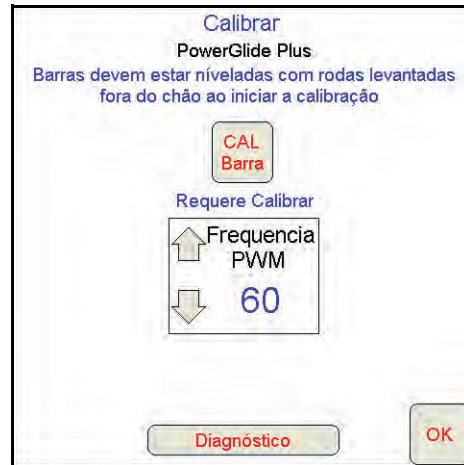 Calibrar
PowerGlide Plus
Barras devem estar níveladas com rodas levantadas
fora do chão ao iniciar a calibração
CAL
Barra
Requere Calibrar
Frequencia
PWM
60
Diagnóstico
OK